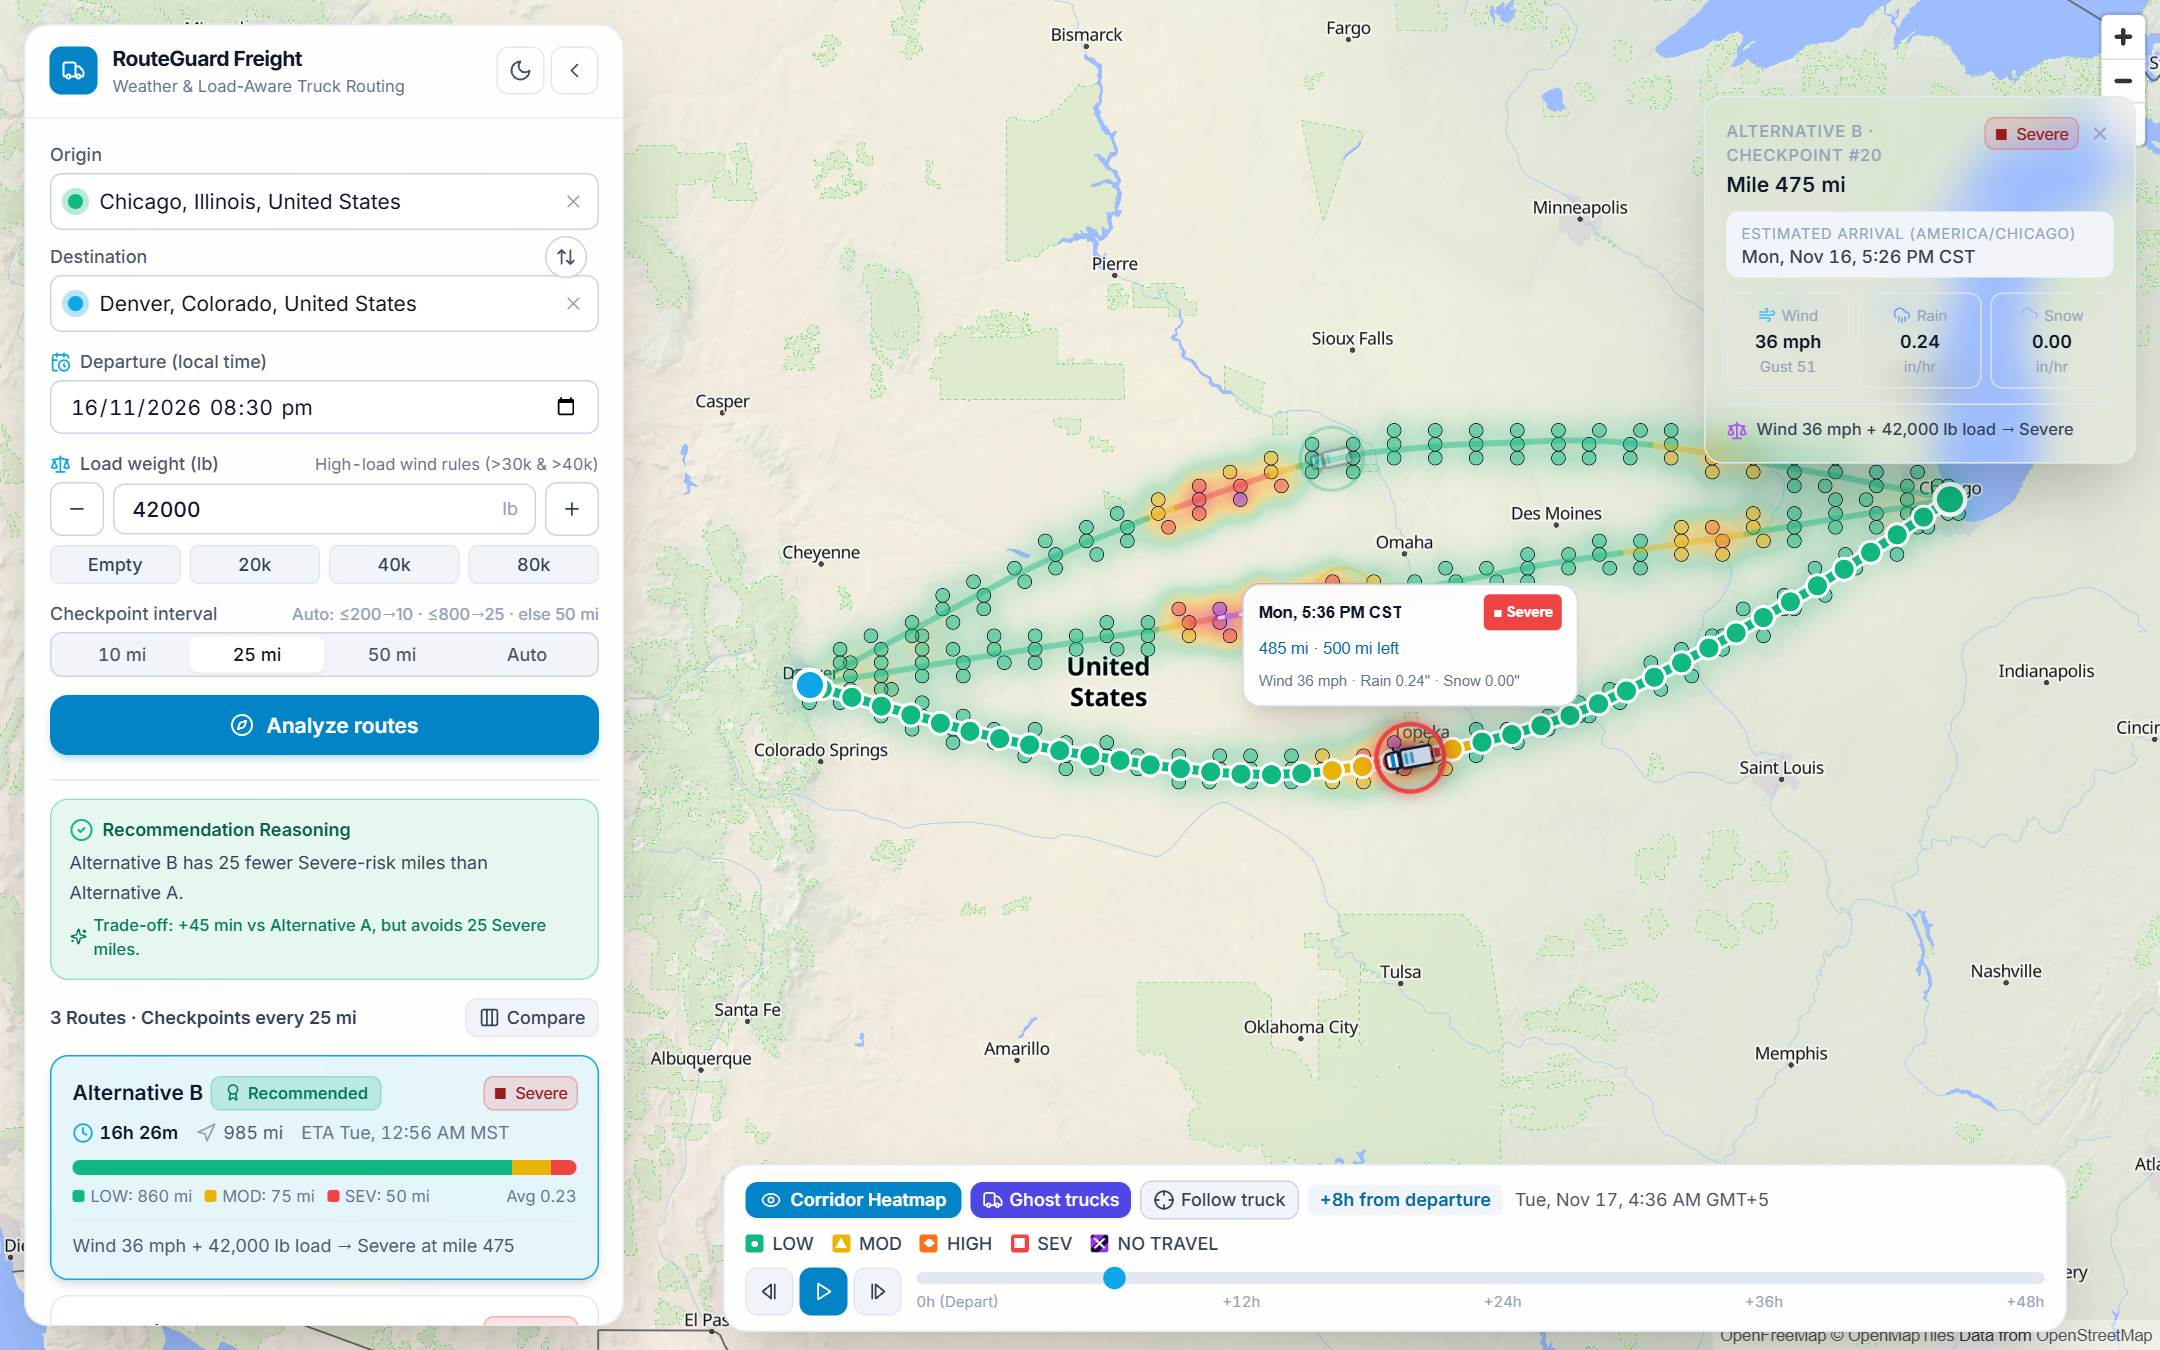 RouteGuard Freight
Weather & Load-Aware Truck Routing
Origin
Chicago, Illinois, United States
Destination
Denver, Colorado, United States
Departure (local time)
16/11/2026 08:30 pm
Load weight (lb)
High-load wind rules (>30k & >40k)
42000
lb
Empty
20k
40k
80k
Checkpoint interval
Auto: ≤200→10 · ≤800→25 · else 50 mi
10 mi
25 mi
50 mi
Auto
Analyze routes
Recommendation Reasoning
Alternative B has 25 fewer Severe-risk miles than
Alternative A.
Trade-off: +45 min vs Alternative A, but avoids 25 Severe
miles.
3 Routes · Checkpoints every 25 mi
Compare
Alternative B
Recommended
Severe
16h 26m
985 mi
ETA Tue, 12:56 AM MST
LOW: 860 mi
MOD: 75 mi
SEV: 50 mi
Avg 0.23
Wind 36 mph + 42,000 lb load → Severe at mile 475
Bismarck
Fargo
Minneapolis
Pierre
Sioux Falls
Casper
Cheyenne
Des Moines
Omaha
United
States
Colorado Springs
Topeka
Indianapolis
Saint Louis
Tulsa
Nashville
Santa Fe
Oklahoma City
Amarillo
Albuquerque
Memphis
Mon, 5:36 PM CST
Severe
485 mi · 500 mi left
Wind 36 mph · Rain 0.24" · Snow 0.00"
ALTERNATIVE B ·
CHECKPOINT #20
Severe
Mile 475 mi
ESTIMATED ARRIVAL (AMERICA/CHICAGO)
Mon, Nov 16, 5:26 PM CST
Wind
36 mph
Gust 51
Rain
0.24
in/hr
Snow
0.00
in/hr
Wind 36 mph + 42,000 lb load → Severe
Corridor Heatmap
Ghost trucks
Follow truck
+8h from departure
Tue, Nov 17, 4:36 AM GMT+5
LOW
MOD
HIGH
SEV
NO TRAVEL
0h (Depart)
+12h
+24h
+36h
+48h
OpenFreeMap © OpenMapTiles Data from OpenStreetMap